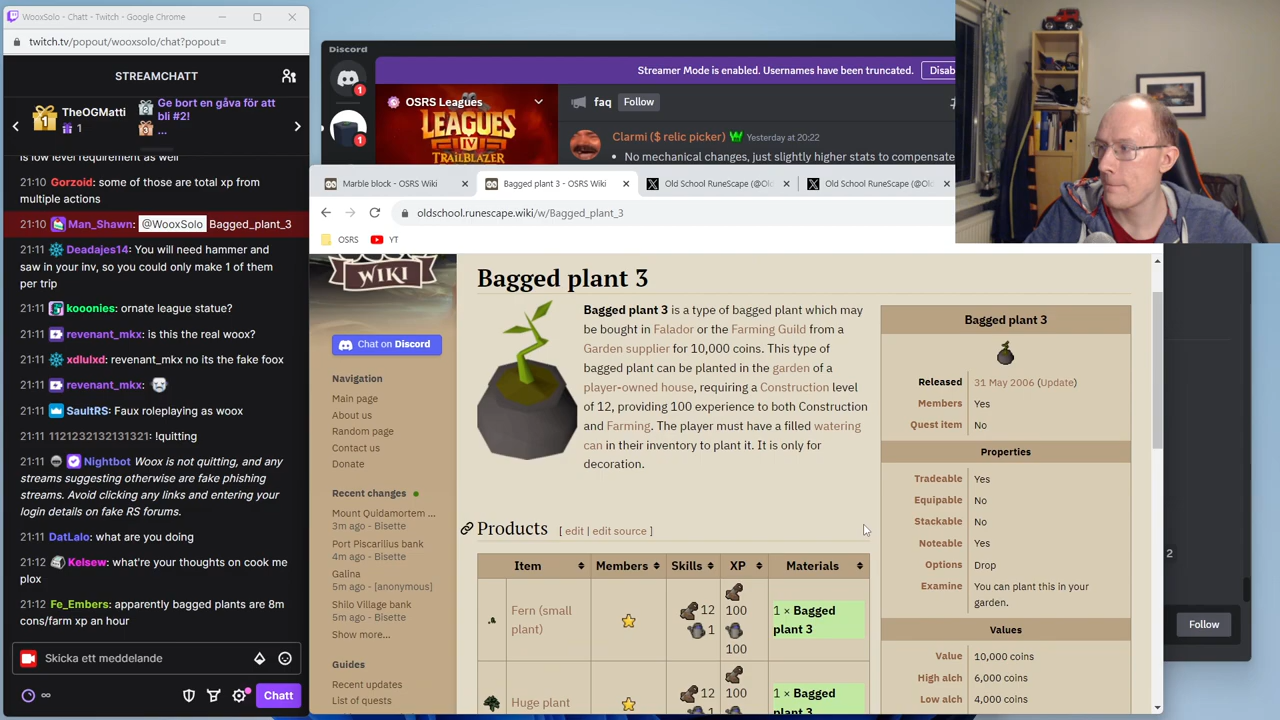 WooxSolo - Chatt - Twitch - Google Chrome
twitch.tv/popout/wooxsolo/chat?popout=
STREAMCHATT
TheOGMatti
1
Ge bort en gåva för att
bli #2!
...
is low level requirement as well
21:10 Gorzoid: some of those are total xp from
multiple actions
21:10 Man_Shawn: @WooxSolo Bagged_plant_3
21:11 Deadajes14: You will need hammer and
saw in your inv, so you could only make 1 of them
per trip
21:11 kooonies: ornate league statue?
21:11 revenant_mkx: is this the real woox?
21:11 xdlulxd: revenant_mkx no its the fake foox
21:11 revenant_mkx:
21:11 SaultRS: Faux roleplaying as woox
21:11 1121232132131321: !quitting
21:11 Nightbot: Woox is not quitting, and any
streams suggesting otherwise are fake phishing
streams. Avoid clicking any links and entering your
login details on fake RS forums.
21:11 DatLalo: what are you doing
21:12 Kelsew: what're your thoughts on cook me
plox
21:12 Fe_Embers: apparently bagged plants are 8m
cons/farm xp an hour
Skicka ett meddelande
∞
Chatt
Discord
Streamer Mode is enabled. Usernames have been truncated.
Disab
1
1
OSRS Leagues
LEAGUES
IV
TRAILBLAZER
faq
Follow
Clarmi ($ relic picker) Yesterday at 20:22
• No mechanical changes, just slightly higher stats to compensate
Marble block - OSRS Wiki
Bagged plant 3 - OSRS Wiki
Old School RuneScape (@Ol
Old School RuneScape (@Old
oldschool.runescape.wiki/w/Bagged_plant_3
OSRS
YT
WIKI
Chat on Discord
Navigation
Main page
About us
Random page
Contact us
Donate
Recent changes
Mount Quidamortem ...
3m ago - Bisette
Port Piscarilius bank
4m ago - Bisette
Galina
5m ago - [anonymous]
Shilo Village bank
5m ago - Bisette
Show more...
Guides
Recent updates
List of quests
Bagged plant 3
Bagged plant 3 is a type of bagged plant which may
be bought in Falador or the Farming Guild from a
Garden supplier for 10,000 coins. This type of
bagged plant can be planted in the garden of a
player-owned house, requiring a Construction level
of 12, providing 100 experience to both Construction
and Farming. The player must have a filled watering
can in their inventory to plant it. It is only for
decoration.
Products [ edit | edit source ]
Item Members Skills XP Materials
Fern (small
plant)
12
1
100
100
1 × Bagged
plant 3
Huge plant
12
1
100
1 × Bagged
plant 3
Bagged plant 3
Released 31 May 2006 (Update)
Members Yes
Quest item No
Properties
Tradeable Yes
Equipable No
Stackable No
Noteable Yes
Options Drop
Examine You can plant this in your
garden.
Values
Value 10,000 coins
High alch 6,000 coins
Low alch 4,000 coins
2
Follow